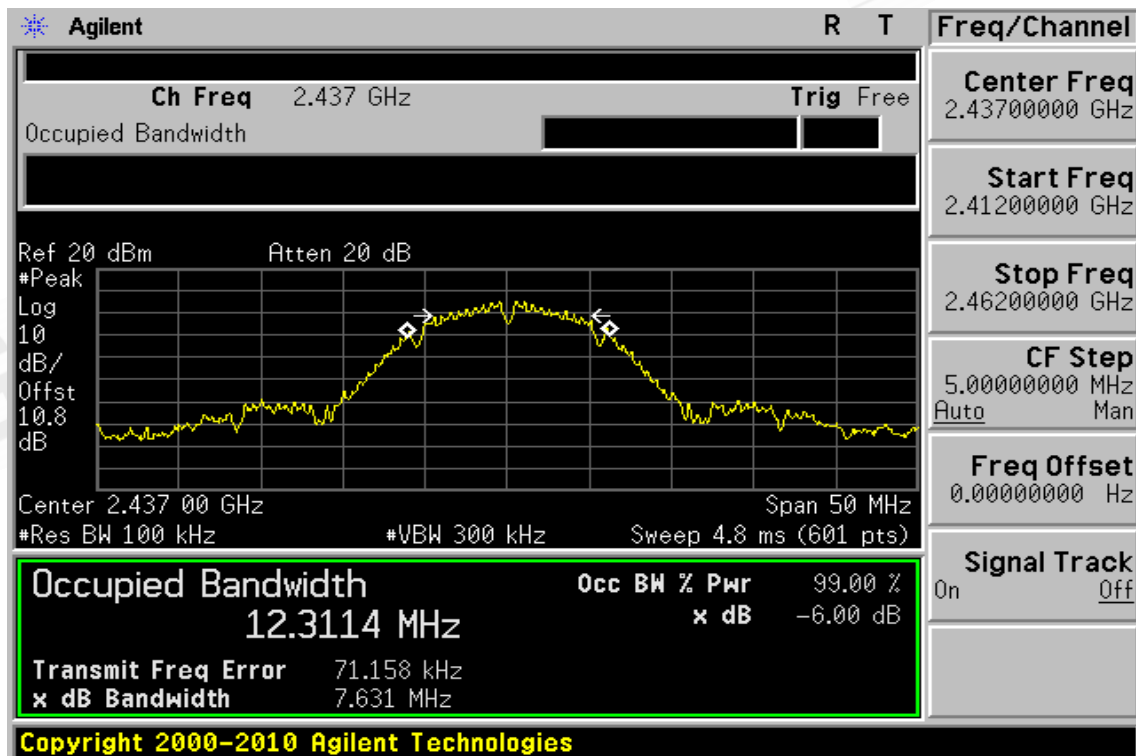 Agilent R T
Ch Freq 2.437 GHz Trig Free
Occupied Bandwidth
Ref 20 dBm Atten 20 dB
#Peak
Log
10
dB/
Offst
10.8
dB
Center 2.437 00 GHz Span 50 MHz
#Res BW 100 kHz #VBW 300 kHz Sweep 4.8 ms (601 pts)
Occupied Bandwidth
12.3114 MHz
Occ BW % Pwr 99.00 %
x dB -6.00 dB
Transmit Freq Error 71.158 kHz
x dB Bandwidth 7.631 MHz
Copyright 2000-2010 Agilent Technologies
Freq/Channel
Center Freq
2.43700000 GHz
Start Freq
2.41200000 GHz
Stop Freq
2.46200000 GHz
CF Step
5.00000000 MHz
Auto Man
Freq Offset
0.00000000 Hz
Signal Track
On Off